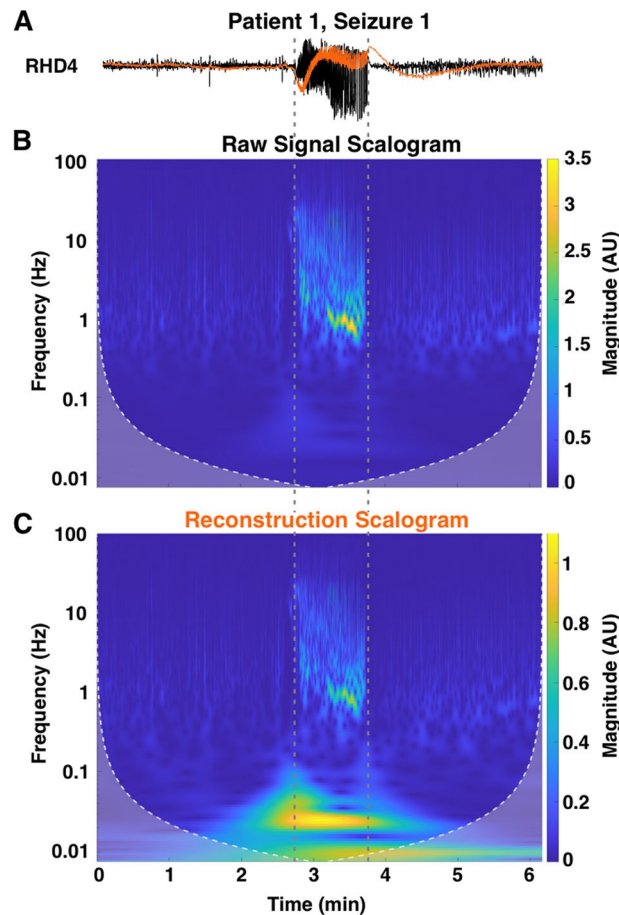 A
Patient 1, Seizure 1
RHD4
B
Raw Signal Scalogram
100
10
1
0.1
0.01
Frequency (Hz)
3.5
3
2.5
2
1.5
1
0.5
0
Magnitude (AU)
C
Reconstruction Scalogram
100
10
1
0.1
0.01
Frequency (Hz)
1
0.8
0.6
0.4
0.2
0
Magnitude (AU)
0 1 2 3 4 5 6
Time (min)